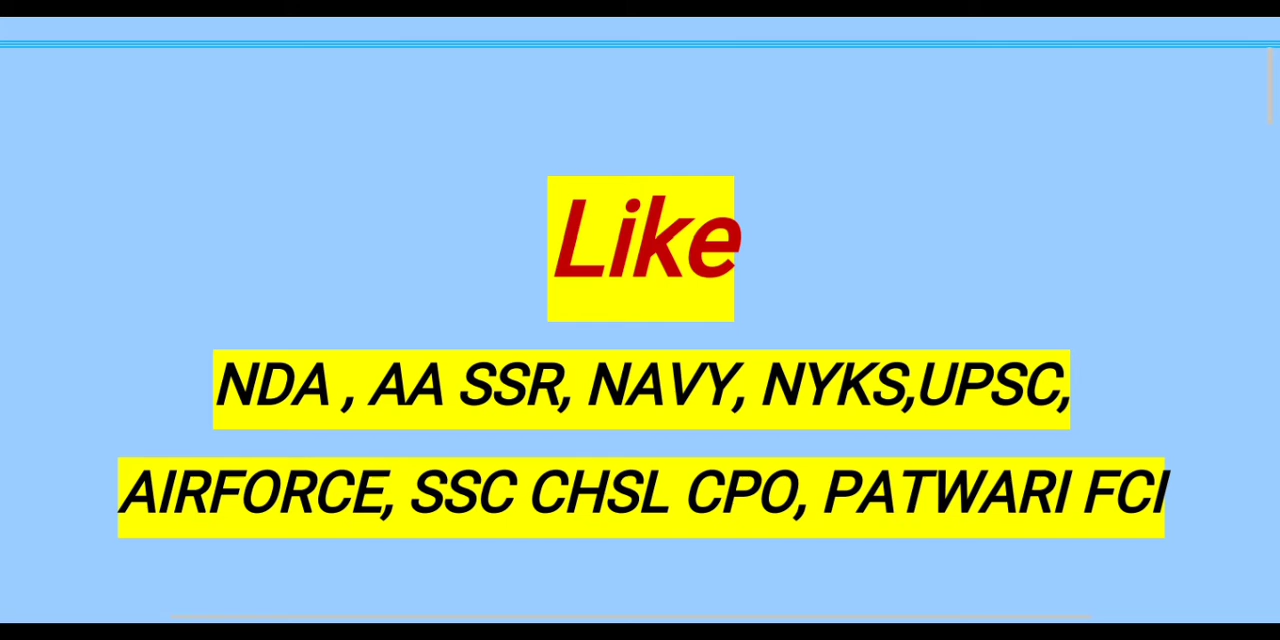 Like
NDA , AA SSR, NAVY, NYKS,UPSC,
AIRFORCE, SSC CHSL CPO, PATWARI FCI